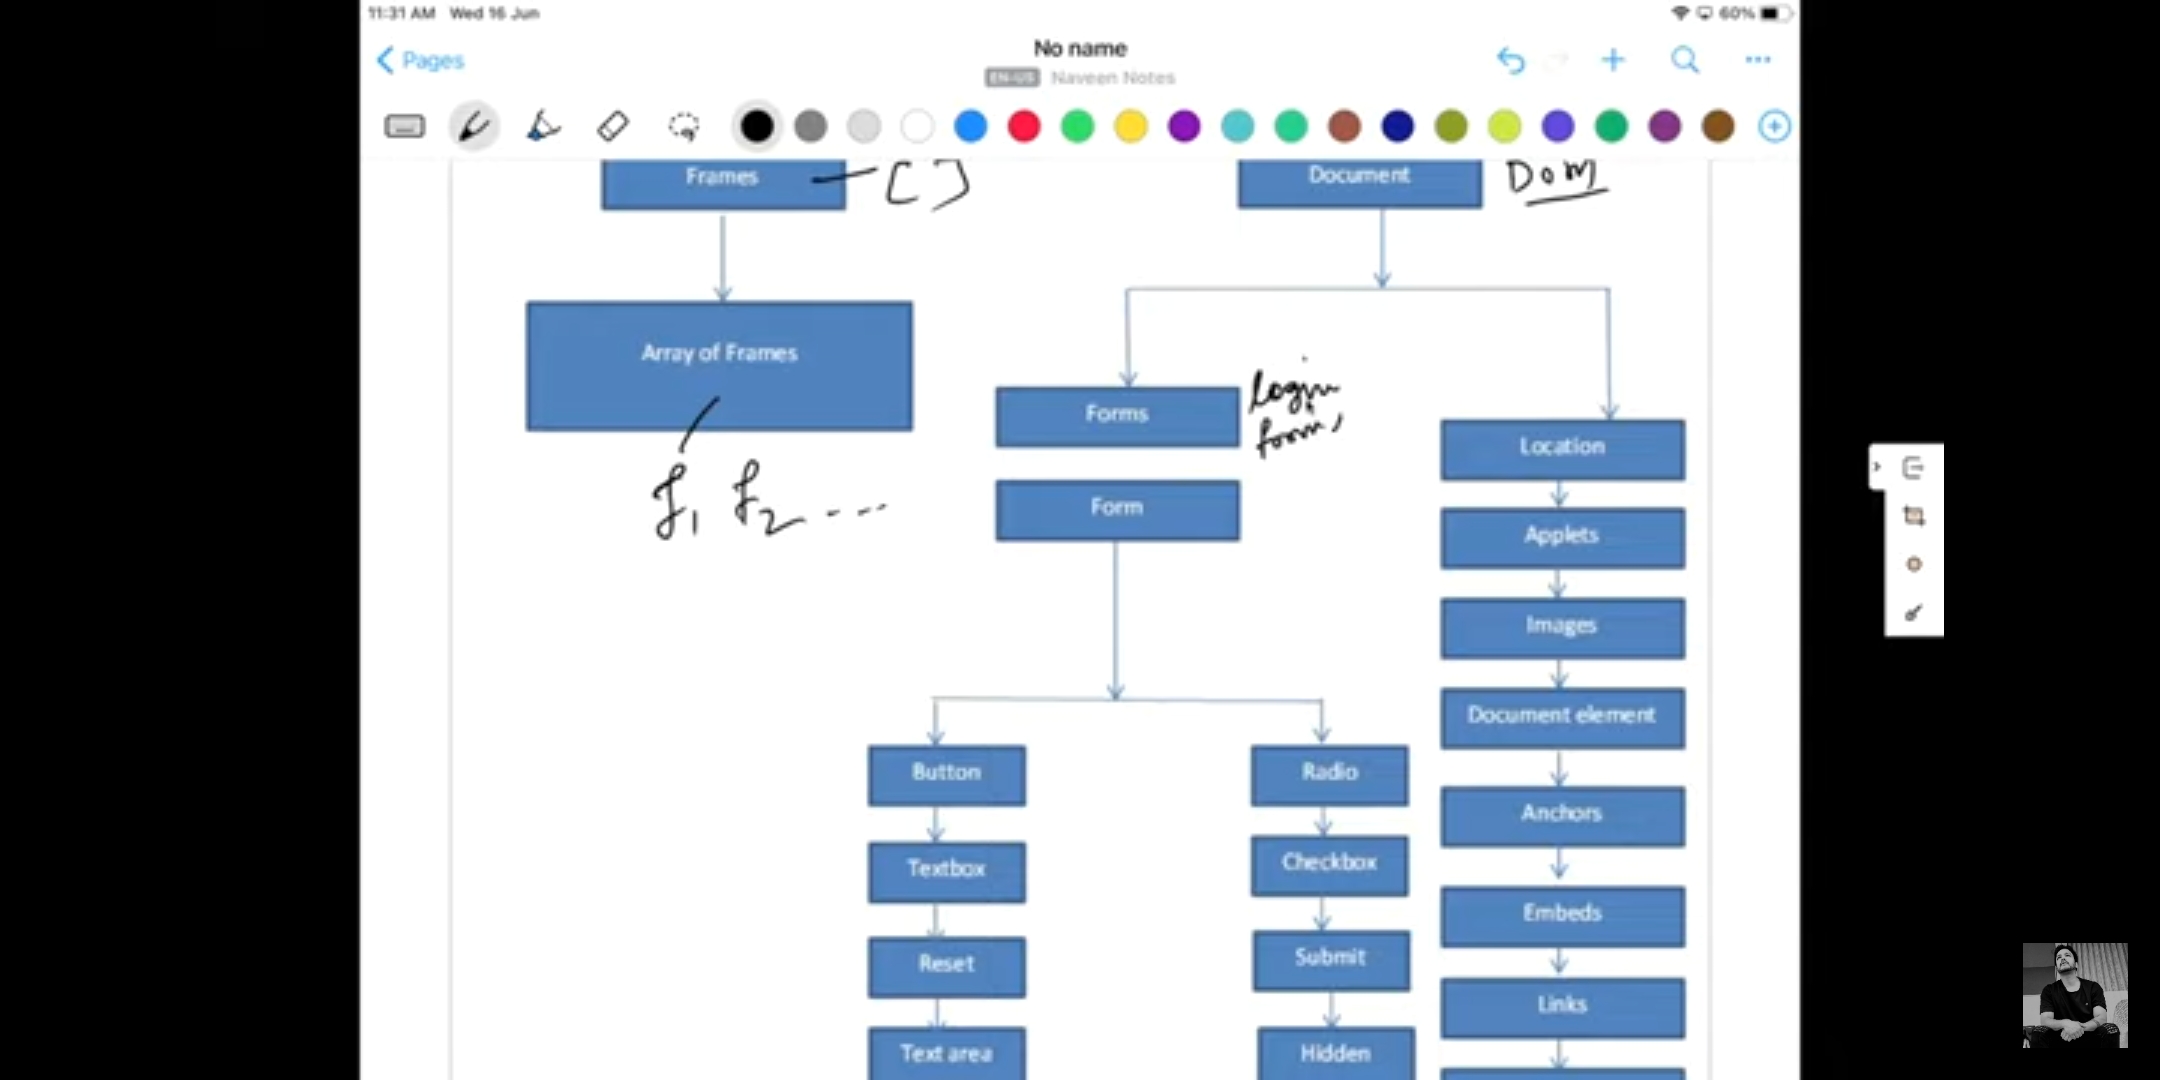 11:31 AM Wed 16 Jun
60%
Pages
No name
EN-US Naveen Notes
Frames
[ ]
Document
DOM
Array of Frames
f1 f2 ----
Forms
login
form,
Form
Location
Applets
Images
Document element
Anchors
Embeds
Links
Button
Textbox
Reset
Text area
Radio
Checkbox
Submit
Hidden